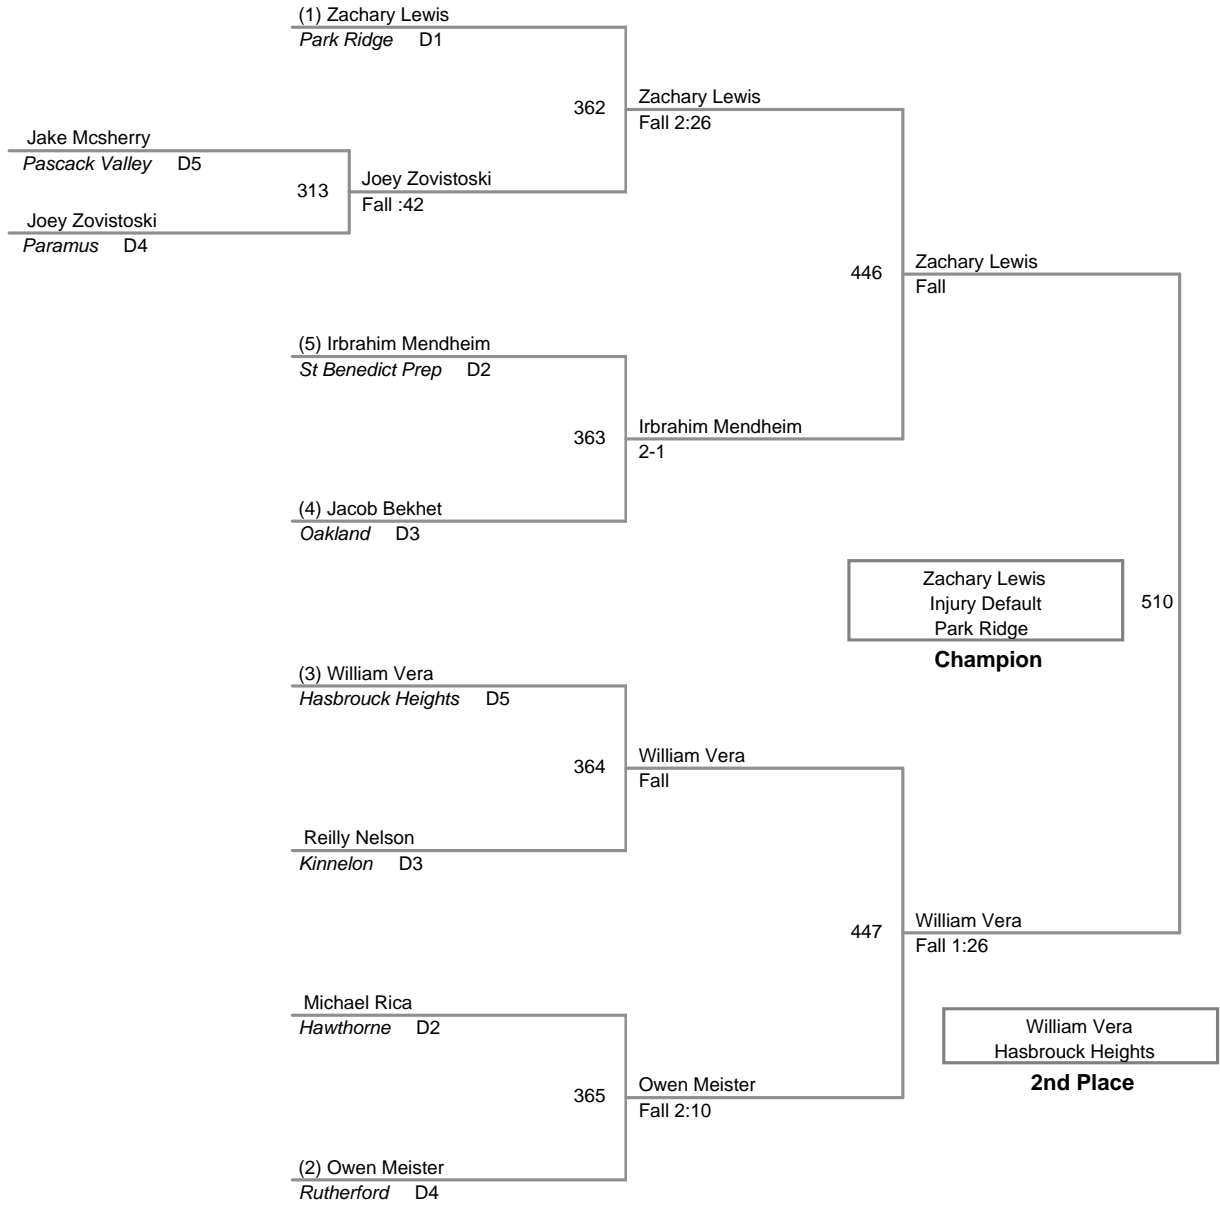 (1) Zachary Lewis
Park Ridge D1
362
Zachary Lewis
Fall 2:26
Jake Mcsherry
Pascack Valley D5
313
Joey Zovistoski
Fall :42
Joey Zovistoski
Paramus D4
446
Zachary Lewis
Fall
(5) Irbrahim Mendheim
St Benedict Prep D2
363
Irbrahim Mendheim
2-1
(4) Jacob Bekhet
Oakland D3
Zachary Lewis
Injury Default
Park Ridge
Champion
510
(3) William Vera
Hasbrouck Heights D5
364
William Vera
Fall
Reilly Nelson
Kinnelon D3
447
William Vera
Fall 1:26
Michael Rica
Hawthorne D2
William Vera
Hasbrouck Heights
2nd Place
365
Owen Meister
Fall 2:10
(2) Owen Meister
Rutherford D4